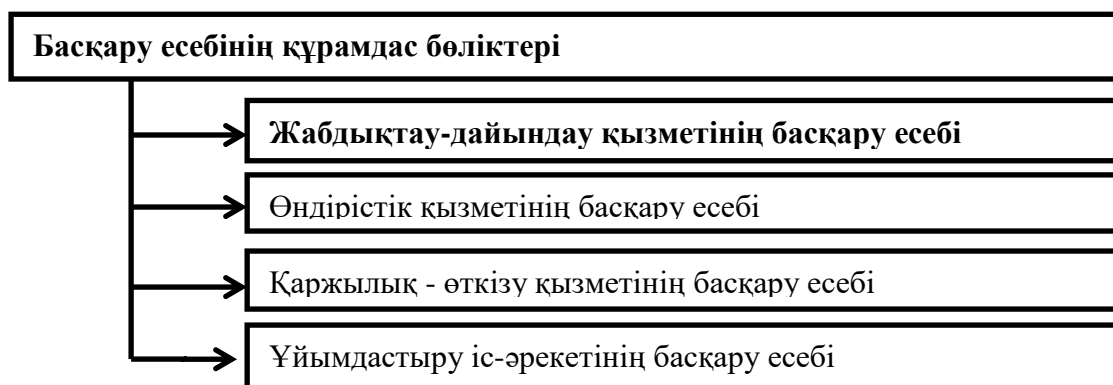 Басқару есебінің құрамдас бөліктері
Жабдықтау-дайындау қызметінің басқару есебі
Өндірістік қызметінің басқару есебі
Қаржылық - өткізу қызметінің басқару есебі
Ұйымдастыру іс-әрекетінің басқару есебі